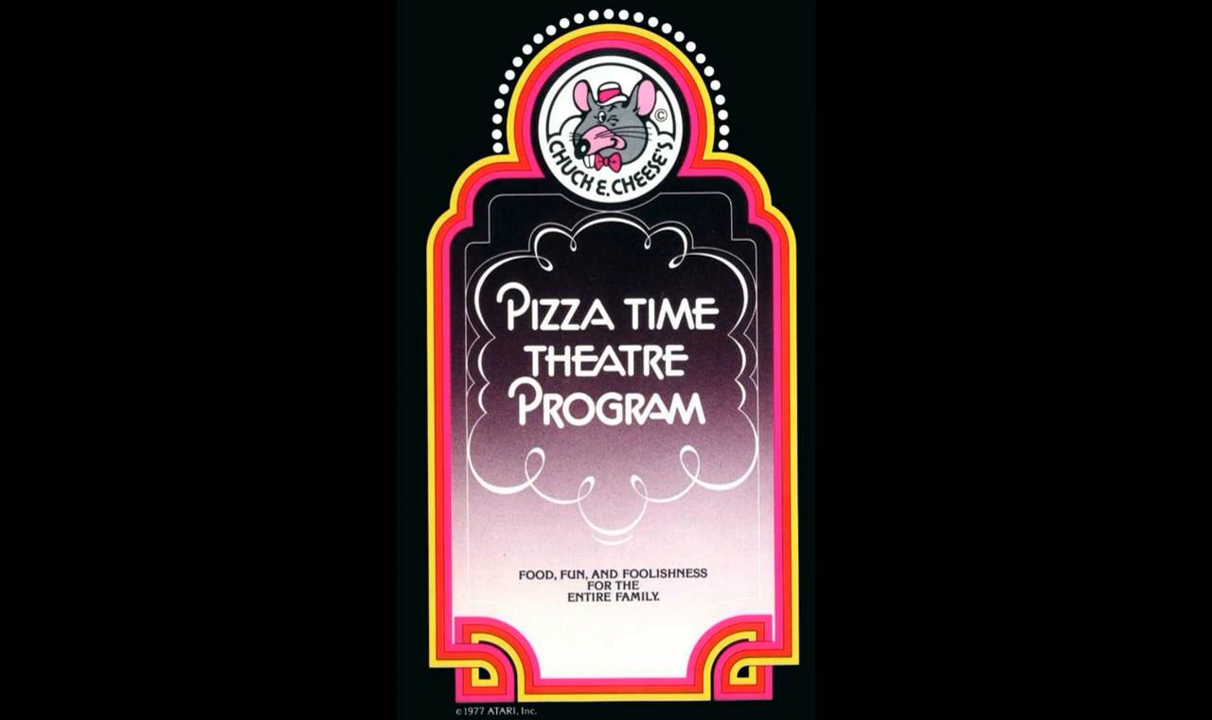 ©
CHUCK E. CHEESE'S
PIZZA TIME
THEATRE
PROGRAM
FOOD, FUN, AND FOOLISHNESS
FOR THE
ENTIRE FAMILY.
©1977 ATARI, Inc.